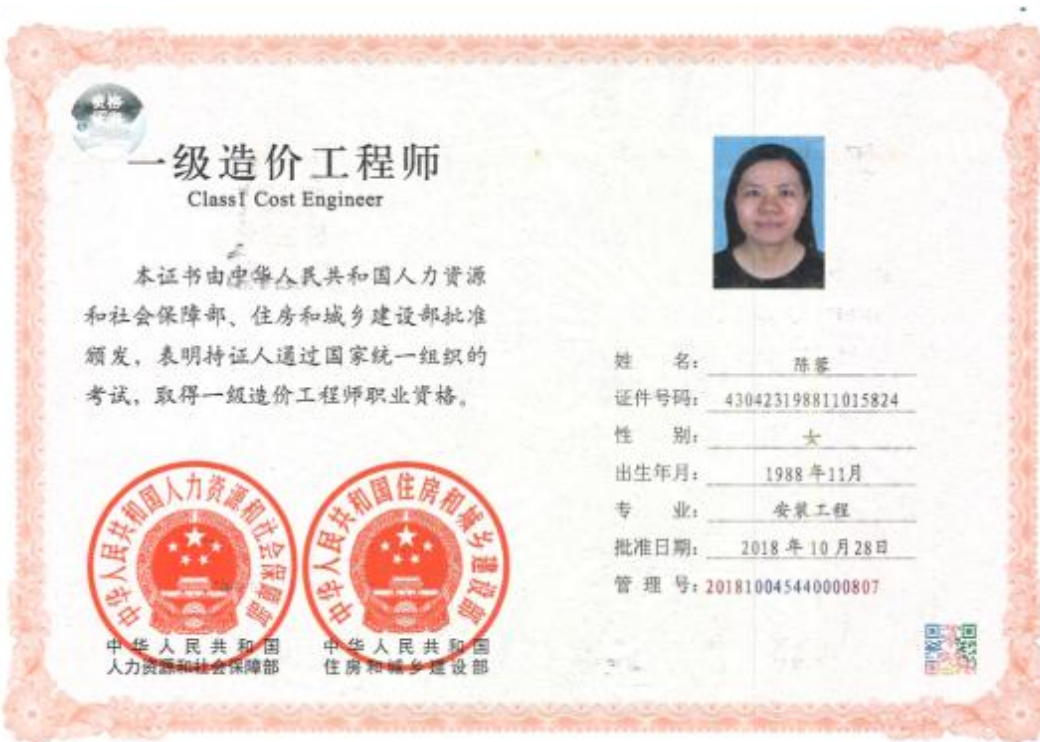 资格
一级造价工程师
Class1 Cost Engineer
本证书由中华人民共和国人力资源
和社会保障部、住房和城乡建设部批准
颁发，表明持证人通过国家统一组织的
考试，取得一级造价工程师职业资格。
中华人民共和国人力资源和社会保障部
中华人民共和国住房和城乡建设部
中华人民共和国
人力资源和社会保障部
中华人民共和国
住房和城乡建设部
姓 名： 陈蓉
证件号码： 430423198811015824
性 别： 女
出生年月： 1988年11月
专 业： 安装工程
批准日期： 2018年10月28日
管 理 号：201810045440000807